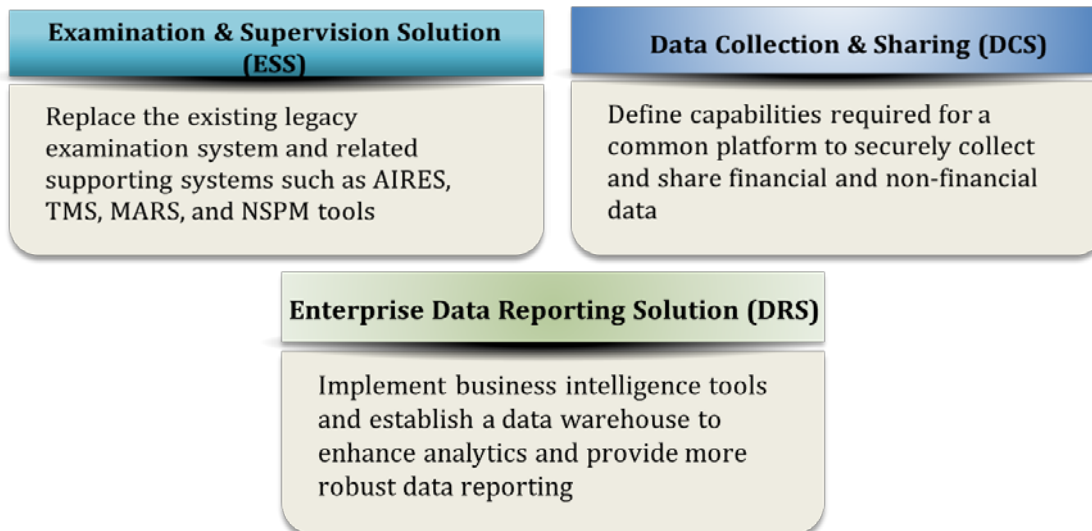 Examination & Supervision Solution
(ESS)
Replace the existing legacy
examination system and related
supporting systems such as AIRES,
TMS, MARS, and NSPM tools
Data Collection & Sharing (DCS)
Define capabilities required for a
common platform to securely collect
and share financial and non-financial
data
Enterprise Data Reporting Solution (DRS)
Implement business intelligence tools
and establish a data warehouse to
enhance analytics and provide more
robust data reporting